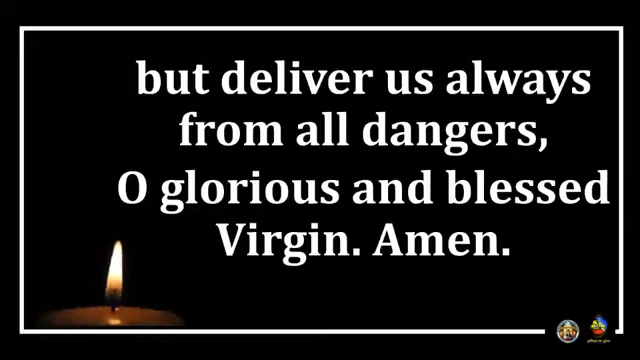 but deliver us always
from all dangers,
O glorious and blessed
Virgin. Amen.